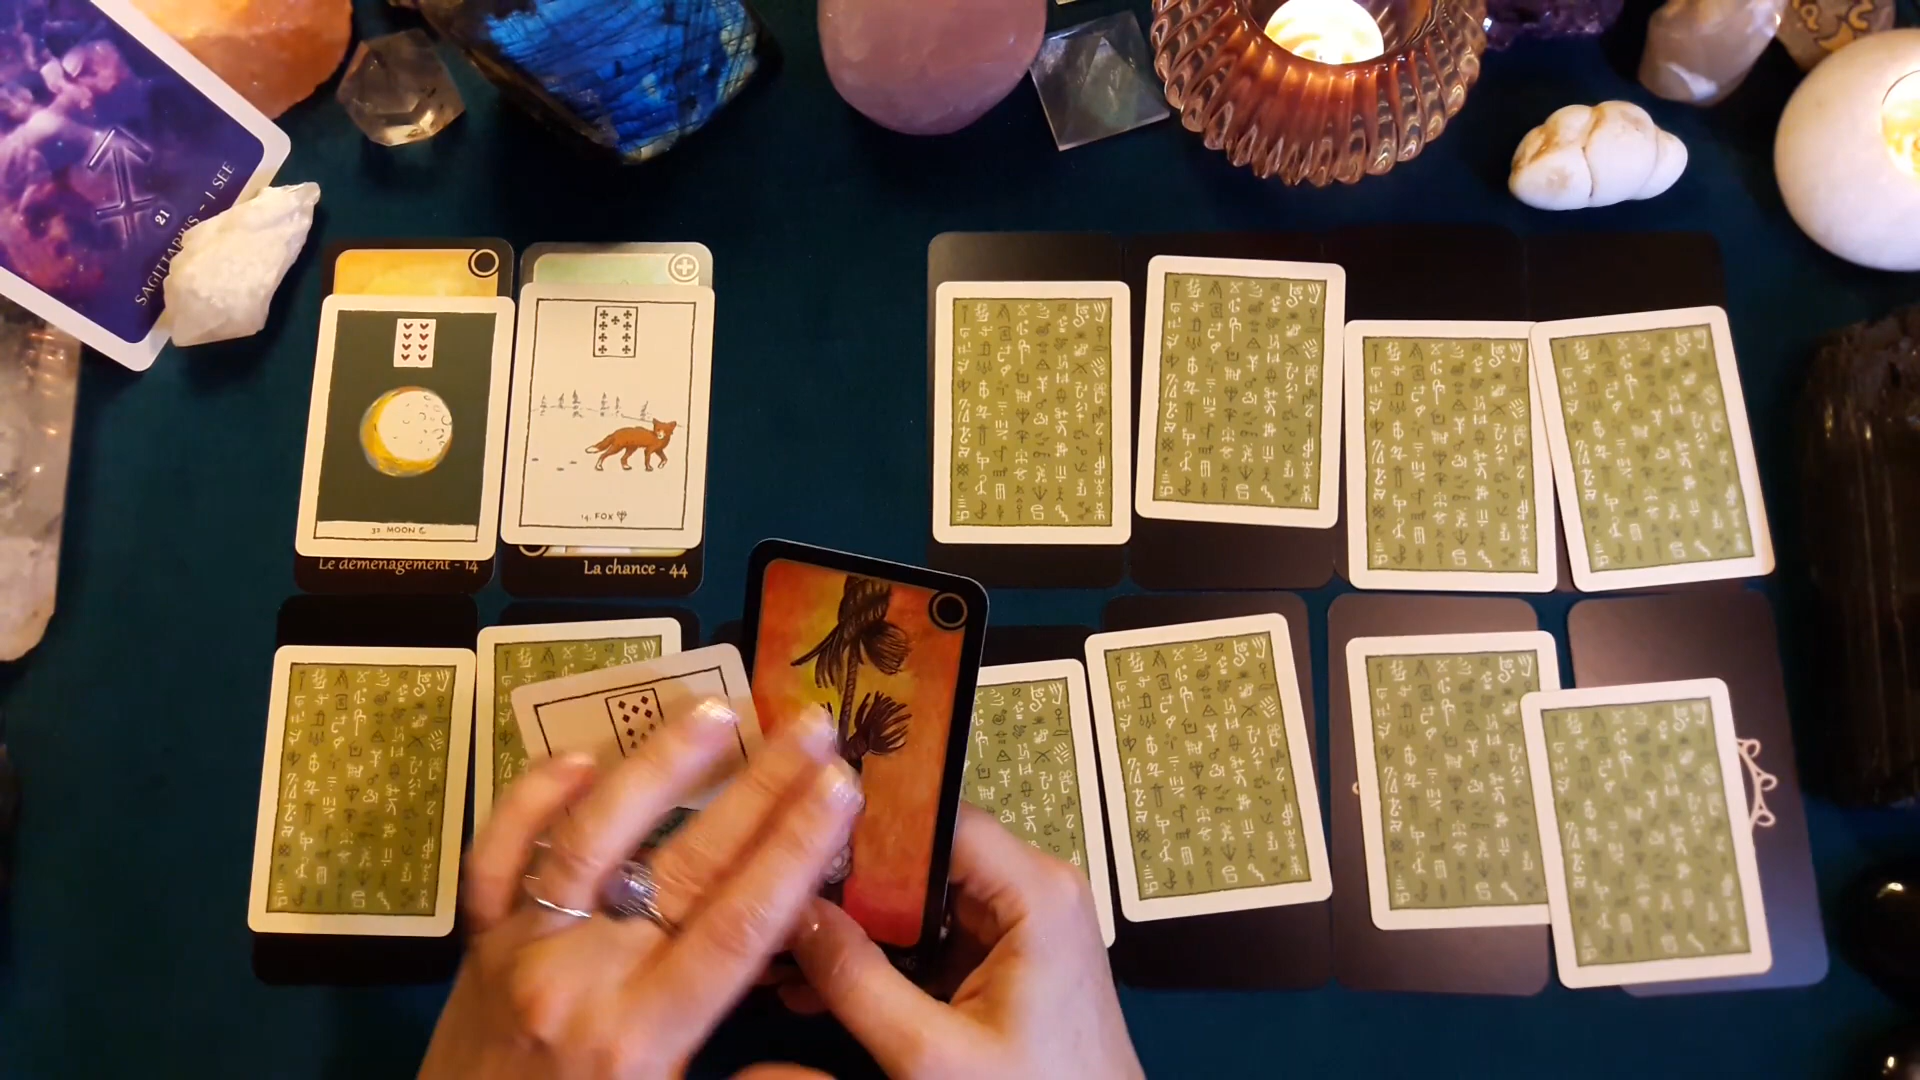 21
SAGITTARIUS ~ I SEE
32 MOON
Le déménagement - 14
14. FOX
La chance - 44